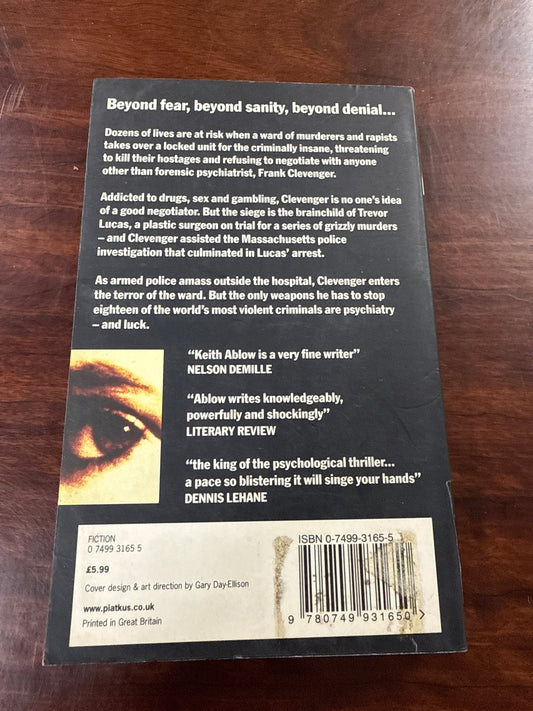 Beyond fear, beyond sanity, beyond denial...
Dozens of lives are at risk when a ward of murderers and rapists
takes over a locked unit for the criminally insane, threatening
to kill their hostages and refusing to negotiate with anyone
other than forensic psychiatrist, Frank Clevenger.
Addicted to drugs, sex and gambling, Clevenger is no one's idea
of a good negotiator. But the siege is the brainchild of Trevor
Lucas, a plastic surgeon on trial for a series of grizzly murders
– and Clevenger assisted the Massachusetts police
investigation that culminated in Lucas' arrest.
As armed police amass outside the hospital, Clevenger enters
the terror of the ward. But the only weapons he has to stop
eighteen of the world's most violent criminals are psychiatry
– and luck.
“Keith Ablow is a very fine writer”
NELSON DEMILLE
“Ablow writes knowledgeably,
powerfully and shockingly”
LITERARY REVIEW
“the king of the psychological thriller...
a pace so blistering it will singe your hands”
DENNIS LEHANE
FICTION
0 7499 3165 5
£5.99
Cover design & art direction by Gary Day-Ellison
www.piatkus.co.uk
Printed in Great Britain
ISBN 0-7499-3165-5
9 780749 931650 >